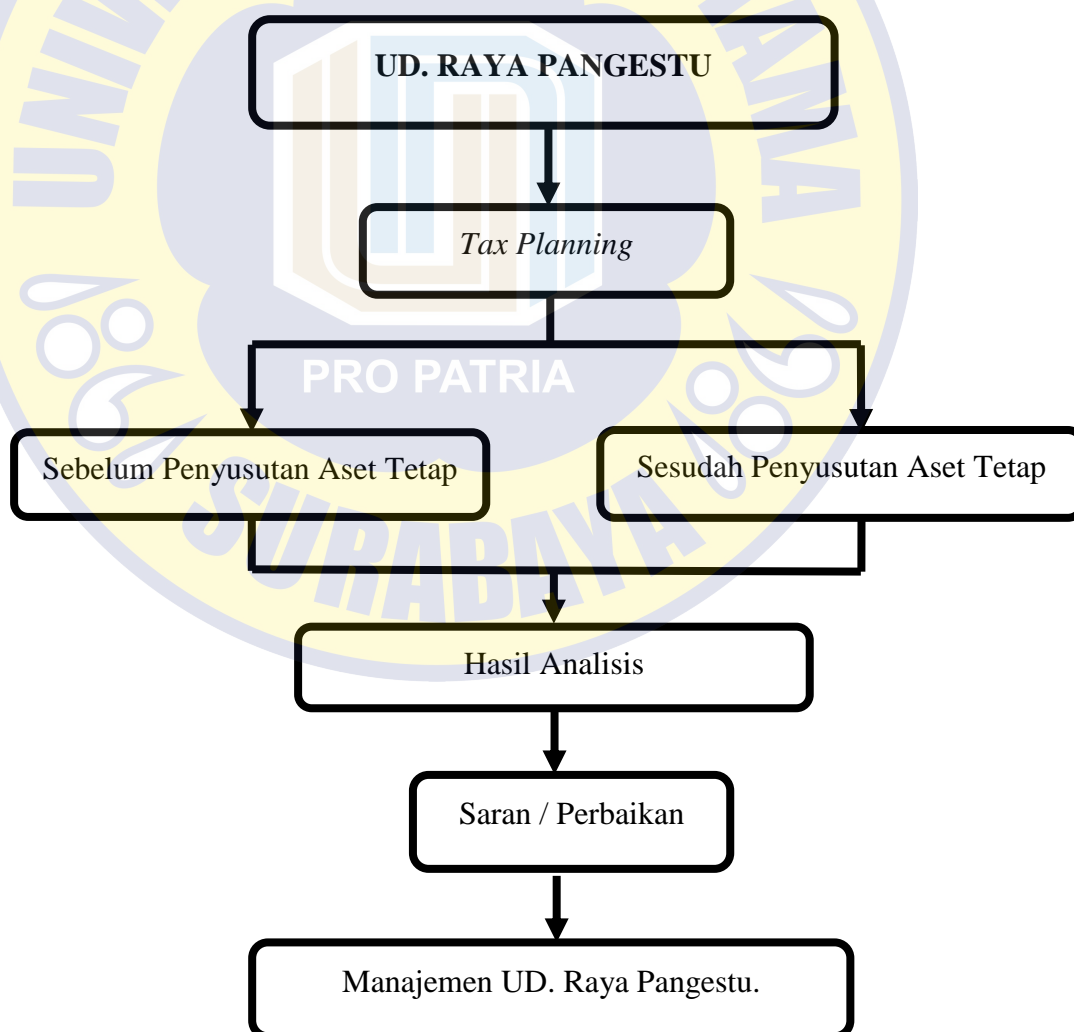 UD. RAYA PANGESTU
Tax Planning
PRO PATRIA
Sebelum Penyusutan Aset Tetap
Sesudah Penyusutan Aset Tetap
SURABAYA
Hasil Analisis
Saran / Perbaikan
Manajemen UD. Raya Pangestu.